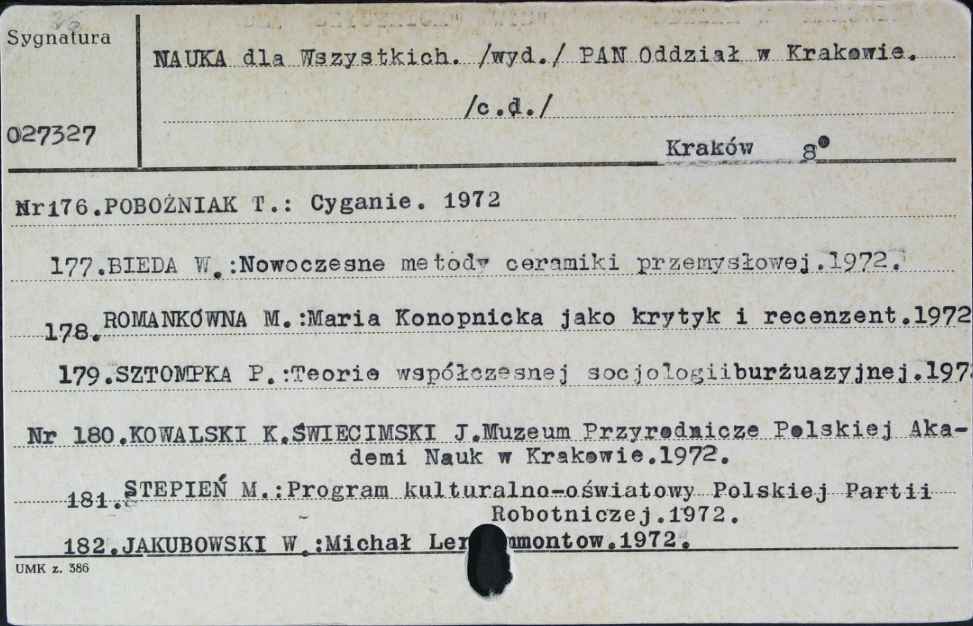 Sygnatura
NAUKA dla Wszystkich. /wyd./ PAN Oddział w Krakowie.
/c.d./
027327
Kraków 8°
Nr176.POBOŻNIAK T.: Cyganie. 1972
177.BIEDA W.:Nowoczesne metody ceramiki przemysłowej.1972.
178.ROMANKÓWNA M.:Maria Konopnicka jako krytyk i recenzent.1972
179.SZTOMPKA P.:Teorie współczesnej socjologiiburżuazyjnej.197
Nr 180.KOWALSKI K.ŚWIECIMSKI J.Muzeum Przyrodnicze Polskiej Aka-
demi Nauk w Krakowie.1972.
181.STEPIEŃ M.:Program kulturalno-oświatowy Polskiej Partii
Robotniczej.1972.
182.JAKUBOWSKI W.:Michał montow.1972.
UMK z. 386